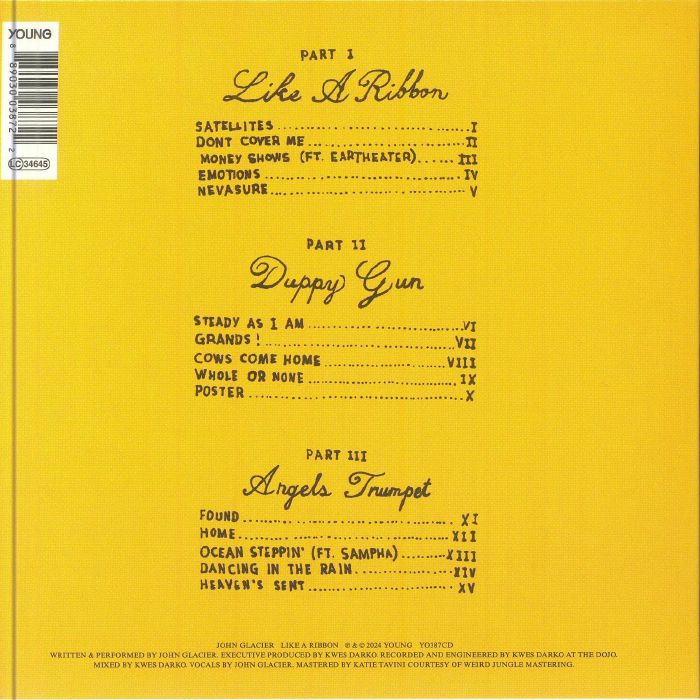 YOUNG
8 89030 03872 2
LC 34645
PART I
Like A Ribbon
SATELLITES ........................ I
DONT COVER ME .................... II
MONEY SHOWS (FT. EARTHEATER) ...... III
EMOTIONS .......................... IV
NEVASURE .......................... V
PART II
Duppy Gun
STEADY AS I AM .................... VI
GRANDS! ........................... VII
COWS COME HOME .................... VIII
WHOLE OR NONE ..................... IX
POSTER ............................ X
PART III
Angels Trumpet
FOUND ............................. XI
HOME .............................. XII
OCEAN STEPPIN' (FT. SAMPHA) ....... XIII
DANCING IN THE RAIN ............... XIV
HEAVEN'S SENT ..................... XV
JOHN GLACIER LIKE A RIBBON ℗ & © 2024 YOUNG YO387CD
WRITTEN & PERFORMED BY JOHN GLACIER. EXECUTIVE PRODUCED BY KWES DARKO. RECORDED AND ENGINEERED BY KWES DARKO AT THE DOJO.
MIXED BY KWES DARKO. VOCALS BY JOHN GLACIER. MASTERED BY KATIE TAVINI COURTESY OF WEIRD JUNGLE MASTERING.